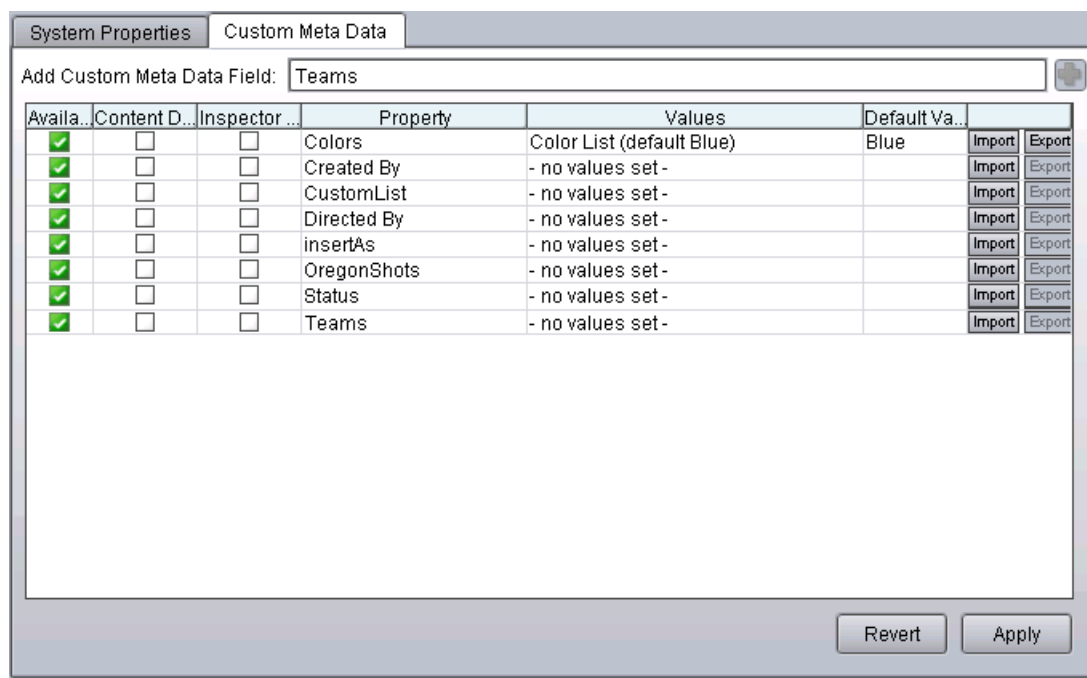 System Properties Custom Meta Data
Add Custom Meta Data Field: Teams
Availa... Content D... Inspector ... Property Values Default Va...
Colors Color List (default Blue) Blue Import Export
Created By - no values set - Import Export
CustomList - no values set - Import Export
Directed By - no values set - Import Export
insertAs - no values set - Import Export
OregonShots - no values set - Import Export
Status - no values set - Import Export
Teams - no values set - Import Export
Revert Apply